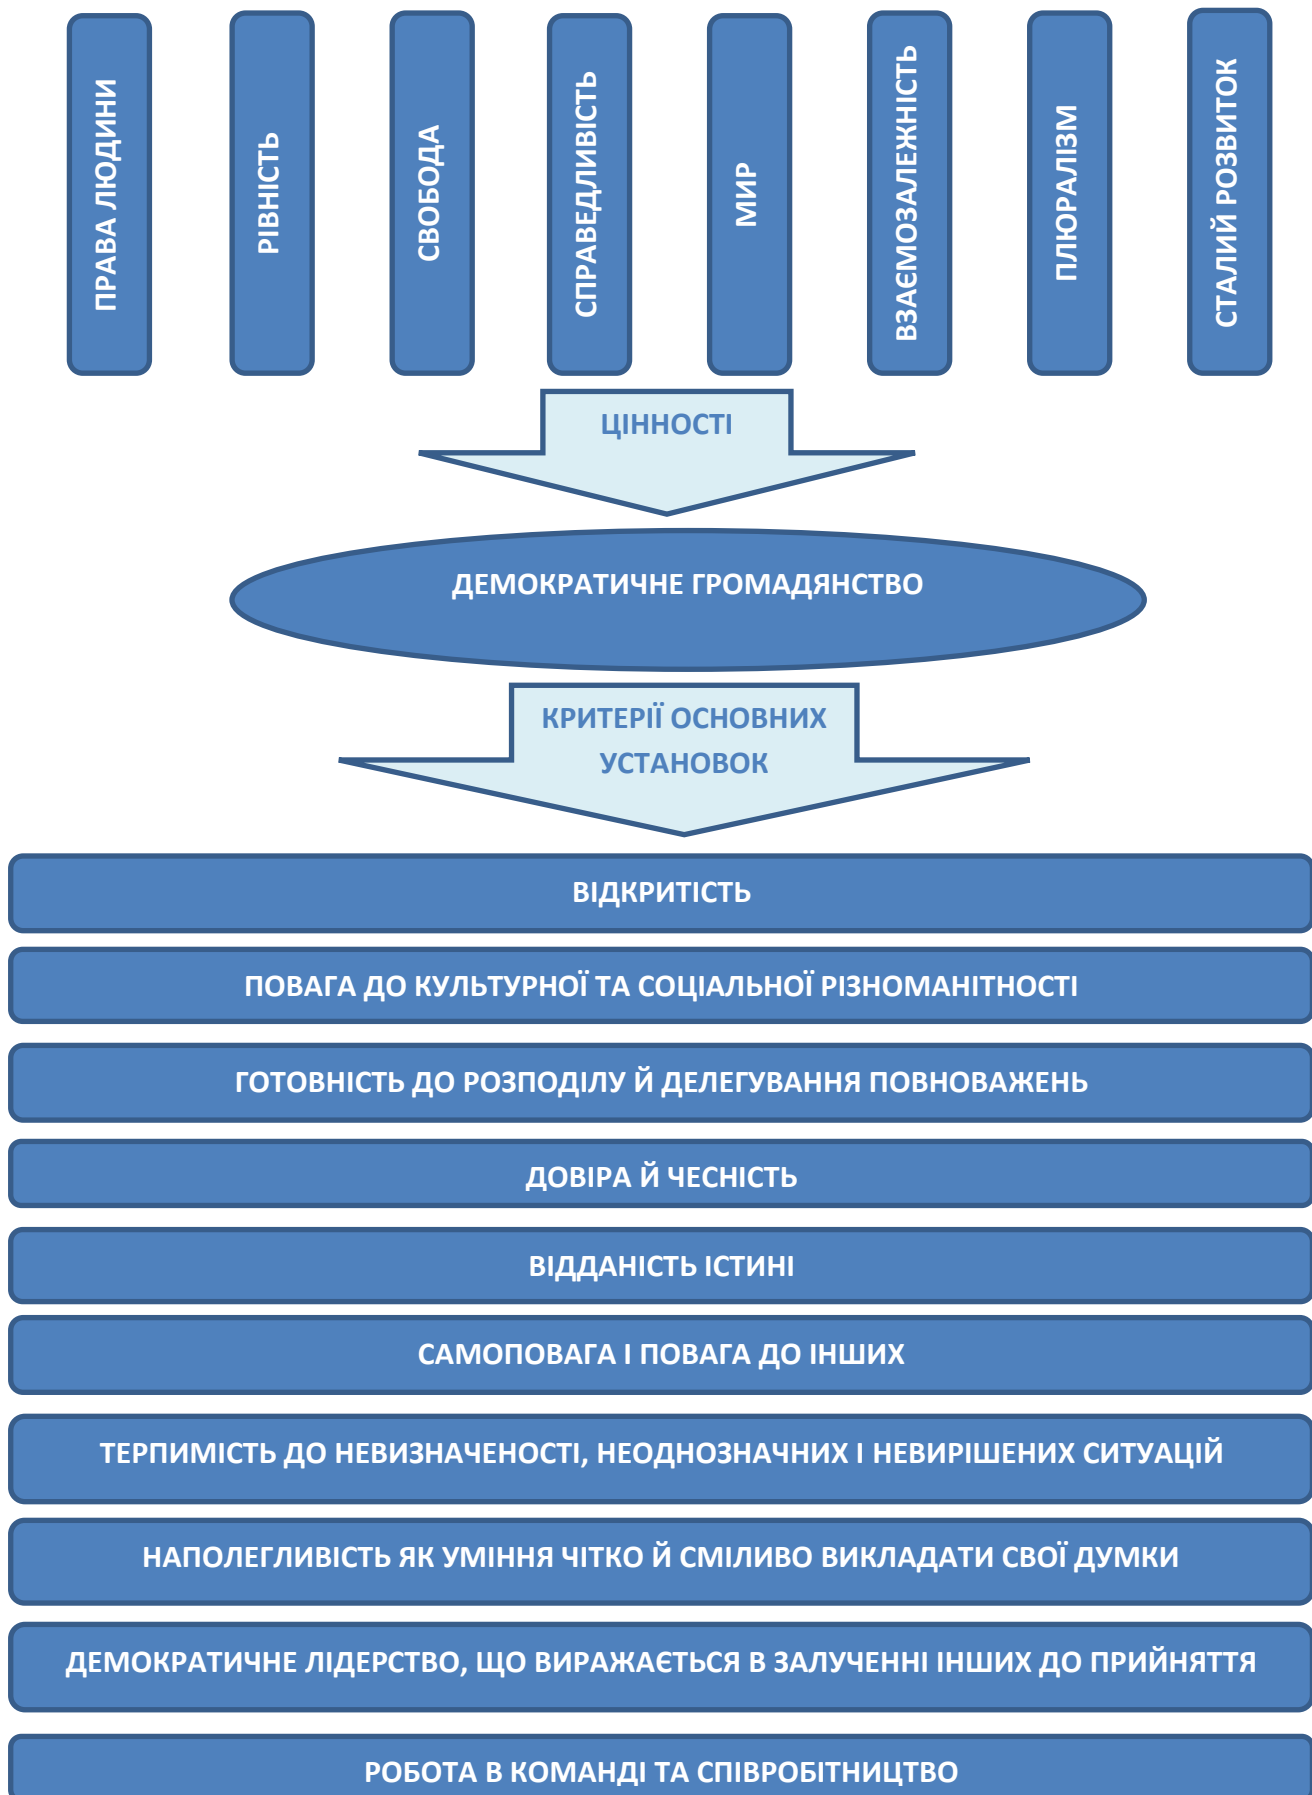 ПРАВА ЛЮДИНИ
РІВНІСТЬ
СВОБОДА
СПРАВЕДЛИВІСТЬ
МИР
ВЗАЄМОЗАЛЕЖНІСТЬ
ПЛЮРАЛІЗМ
СТАЛИЙ РОЗВИТОК
ЦІННОСТІ
ДЕМОКРАТИЧНЕ ГРОМАДЯНСТВО
КРИТЕРІЇ ОСНОВНИХ
УСТАНОВОК
ВІДКРИТІСТЬ
ПОВАГА ДО КУЛЬТУРНОЇ ТА СОЦІАЛЬНОЇ РІЗНОМАНІТНОСТІ
ГОТОВНІСТЬ ДО РОЗПОДІЛУ Й ДЕЛЕГУВАННЯ ПОВНОВАЖЕНЬ
ДОВІРА Й ЧЕСНІСТЬ
ВІДДАНІСТЬ ІСТИНІ
САМОПОВАГА І ПОВАГА ДО ІНШИХ
ТЕРПИМІСТЬ ДО НЕВИЗНАЧЕНОСТІ, НЕОДНОЗНАЧНИХ І НЕВИРІШЕНИХ СИТУАЦІЙ
НАПОЛЕГЛИВІСТЬ ЯК УМІННЯ ЧІТКО Й СМІЛИВО ВИКЛАДАТИ СВОЇ ДУМКИ
ДЕМОКРАТИЧНЕ ЛІДЕРСТВО, ЩО ВИРАЖАЄТЬСЯ В ЗАЛУЧЕННІ ІНШИХ ДО ПРИЙНЯТТЯ
РОБОТА В КОМАНДІ ТА СПІВРОБІТНИЦТВО